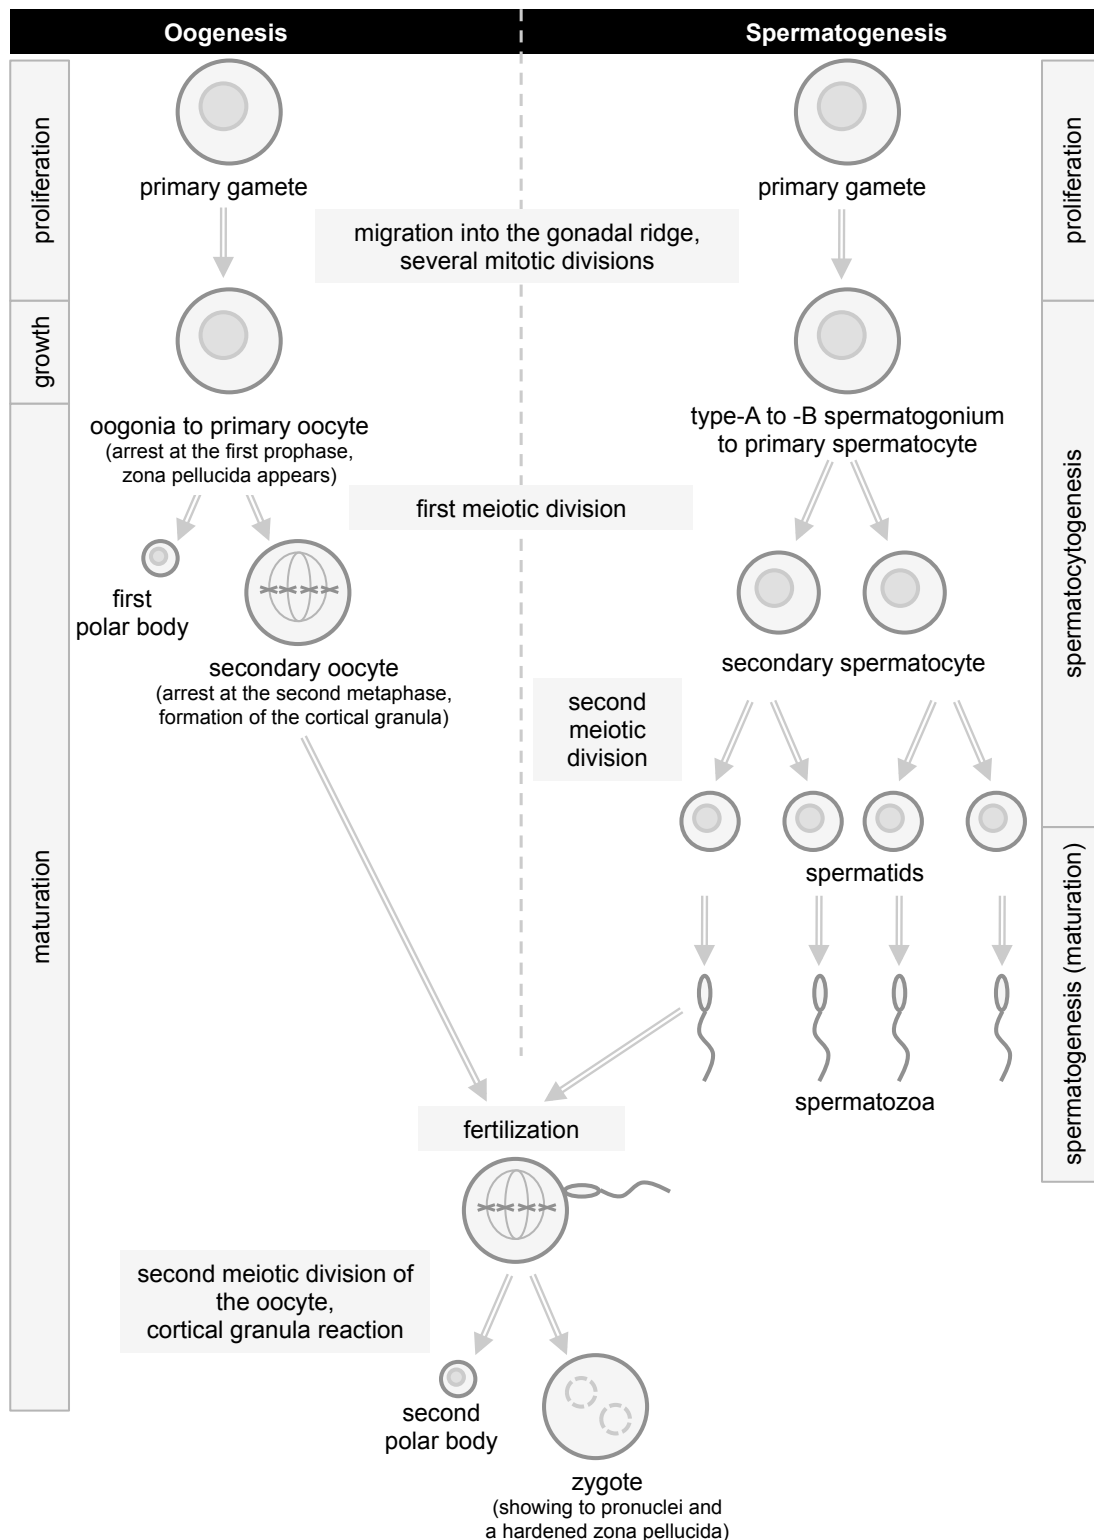 Oogenesis
Spermatogenesis
proliferation
proliferation
primary gamete
primary gamete
migration into the gonadal ridge,
several mitotic divisions
growth
oogonia to primary oocyte
(arrest at the first prophase,
zona pellucida appears)
type-A to -B spermatogonium
to primary spermatocyte
spermatocytogenesis
first meiotic division
first
polar body
secondary oocyte
(arrest at the second metaphase,
formation of the cortical granula)
secondary spermatocyte
second
meiotic
division
maturation
spermatids
spermatogenesis (maturation)
spermatozoa
fertilization
second meiotic division of
the oocyte,
cortical granula reaction
second
polar body
zygote
(showing to pronuclei and
a hardened zona pellucida)